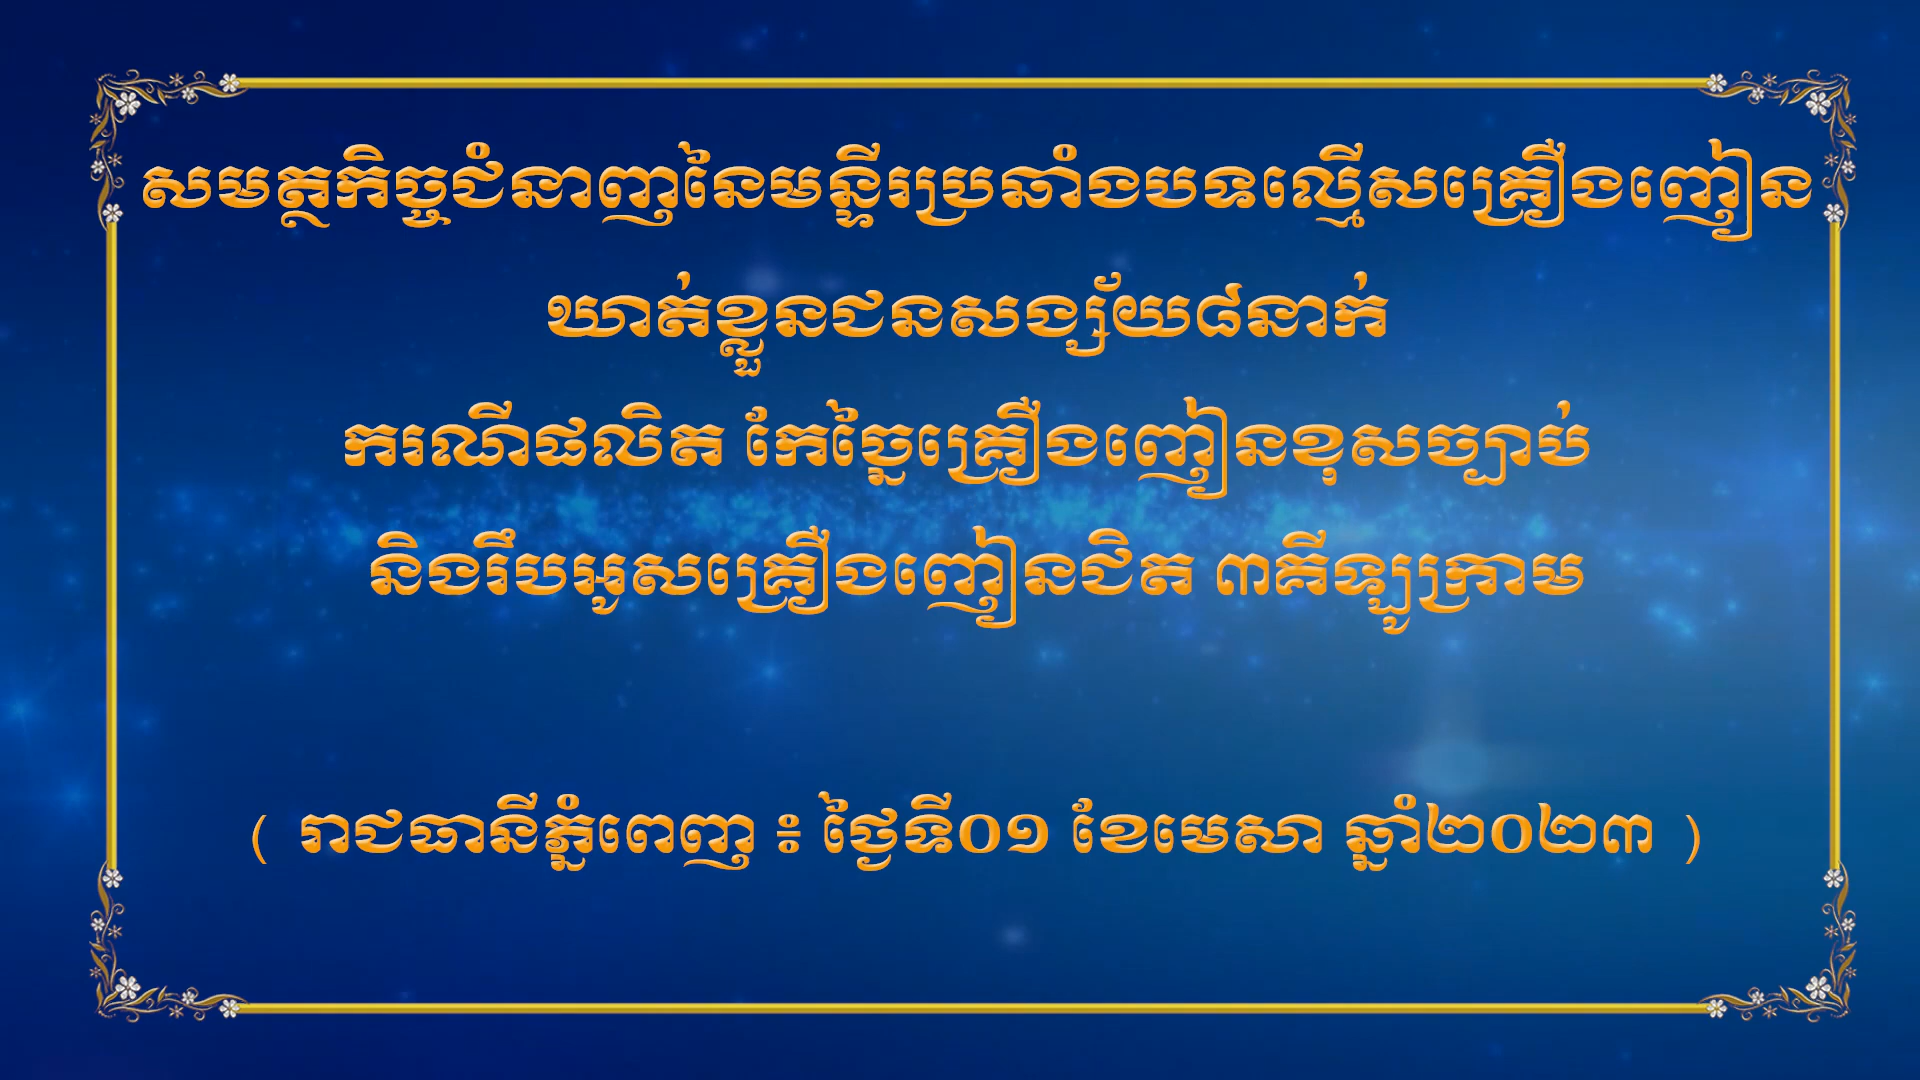 សមត្ថកិច្ចជំនាញនៃមន្ទីរប្រឆាំងបទល្មើសគ្រឿងញៀន
ឃាត់ខ្លួនជនសង្ស័យ៨នាក់
ករណីផលិត កែច្នៃគ្រឿងញៀនខុសច្បាប់
និងរឹបអូសគ្រឿងញៀនជិត ៣គីឡូក្រាម
( រាជធានីភ្នំពេញ ៖ ថ្ងៃទី០១ ខែមេសា ឆ្នាំ២០២៣ )